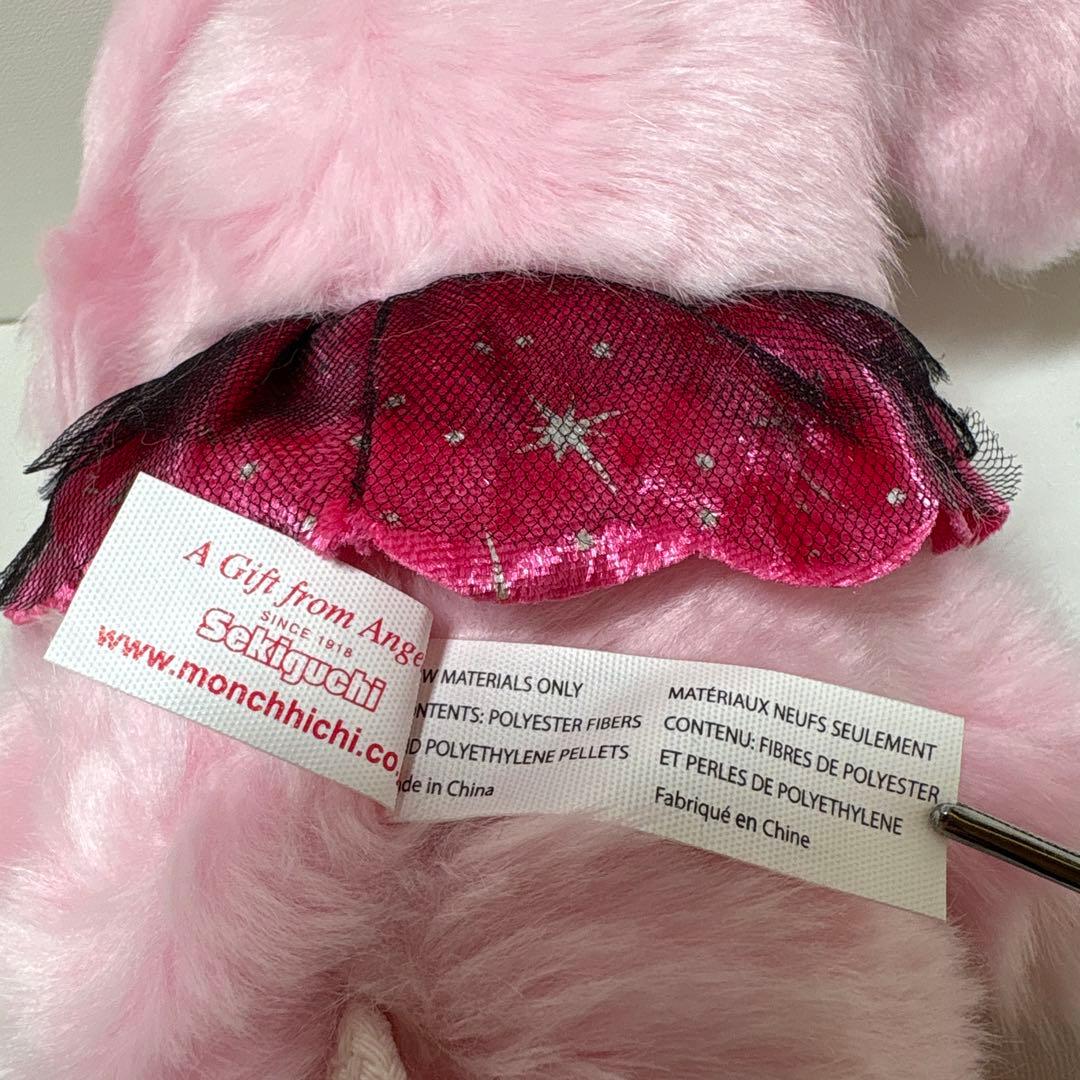 A Gift from Ange
SINCE 1918
Sekiguchi
www.monchhichi.co
W MATERIALS ONLY
NTENTS: POLYESTER FIBERS
D POLYETHYLENE PELLETS
de in China
MATÉRIAUX NEUFS SEULEMENT
CONTENU: FIBRES DE POLYESTER
ET PERLES DE POLYETHYLENE
Fabriqué en Chine